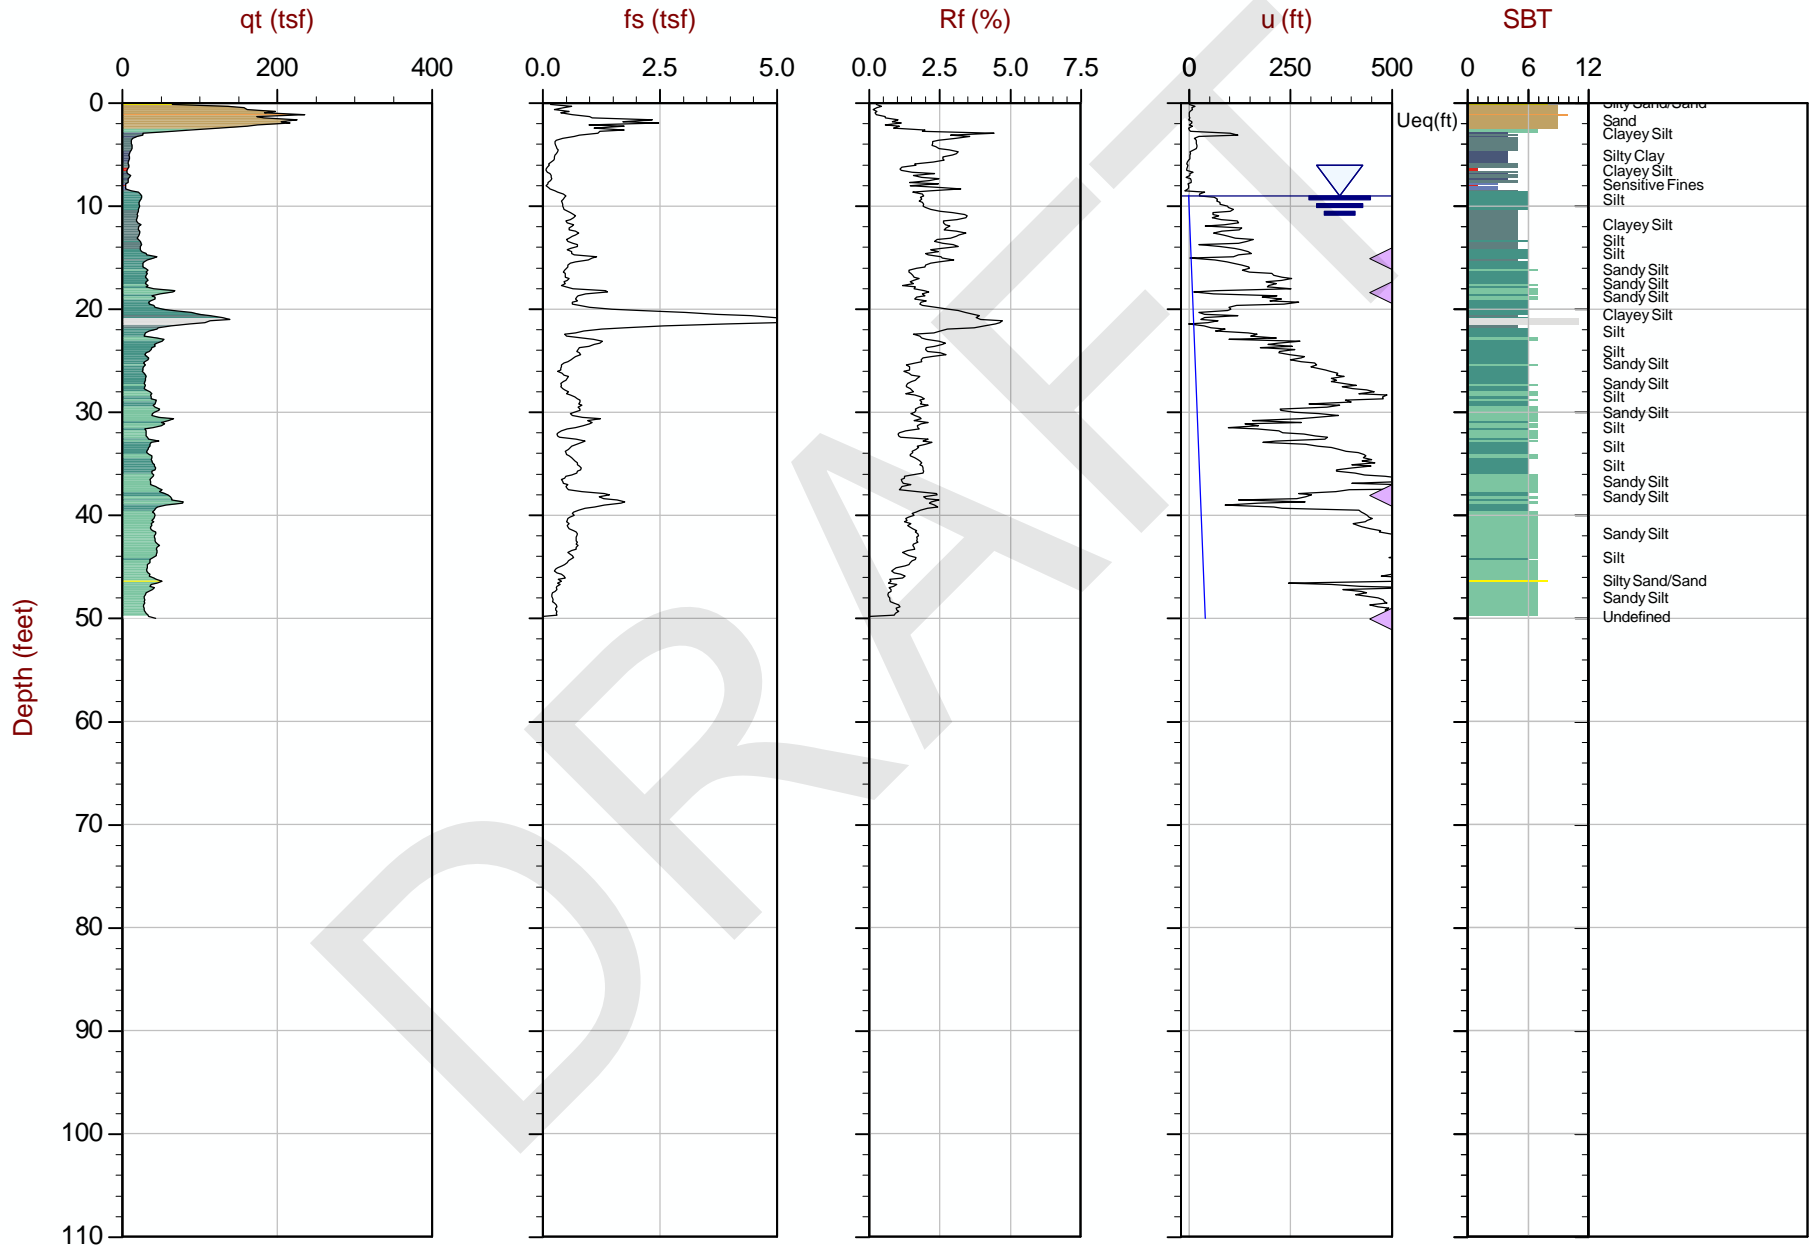 qt (tsf) fs (tsf) Rf (%) u (ft) SBT
0 200 400 0.0 2.5 5.0 0.0 2.5 5.0 7.5 0 250 500 0 6 12
0
10
20
30
40
50
60
70
80
90
100
110
Depth (feet)
Ueq(ft)
Silty Sand/Sand
Sand
Clayey Silt
Silty Clay
Clayey Silt
Sensitive Fines
Silt
Clayey Silt
Silt
Silt
Sandy Silt
Sandy Silt
Sandy Silt
Clayey Silt
Silt
Silt
Sandy Silt
Sandy Silt
Silt
Sandy Silt
Silt
Silt
Silt
Sandy Silt
Sandy Silt
Sandy Silt
Silt
Silty Sand/Sand
Sandy Silt
Undefined
DRAFT